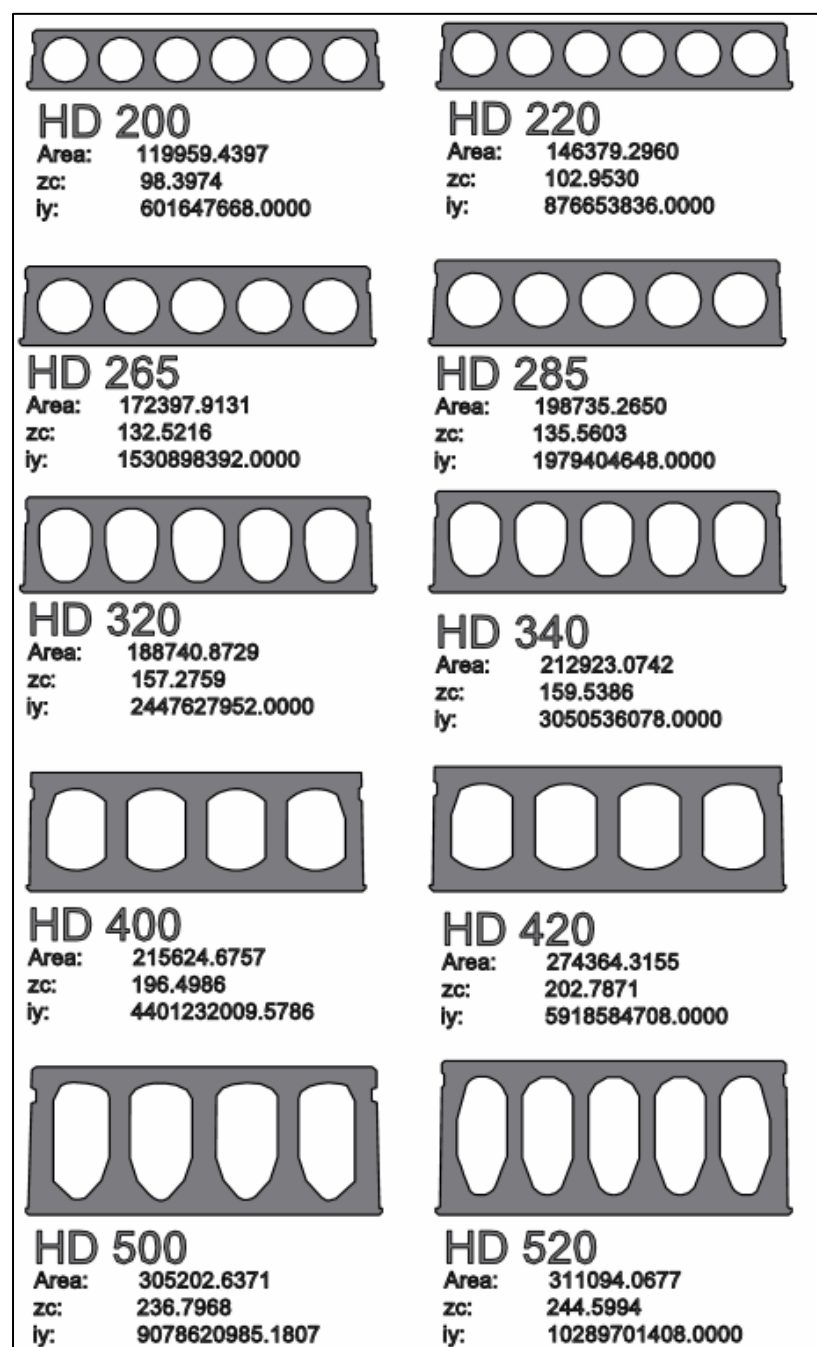 HD 200
Area: 119959.4397
zc: 98.3974
iy: 601647668.0000
HD 220
Area: 146379.2960
zc: 102.9530
iy: 876653836.0000
HD 265
Area: 172397.9131
zc: 132.5216
iy: 1530898392.0000
HD 285
Area: 198735.2650
zc: 135.5603
iy: 1979404648.0000
HD 320
Area: 188740.8729
zc: 157.2759
iy: 2447627952.0000
HD 340
Area: 212923.0742
zc: 159.5386
iy: 3050536078.0000
HD 400
Area: 215624.6757
zc: 196.4986
iy: 4401232009.5786
HD 420
Area: 274364.3155
zc: 202.7871
iy: 5918584708.0000
HD 500
Area: 305202.6371
zc: 236.7968
iy: 9078620985.1807
HD 520
Area: 311094.0677
zc: 244.5994
iy: 10289701408.0000